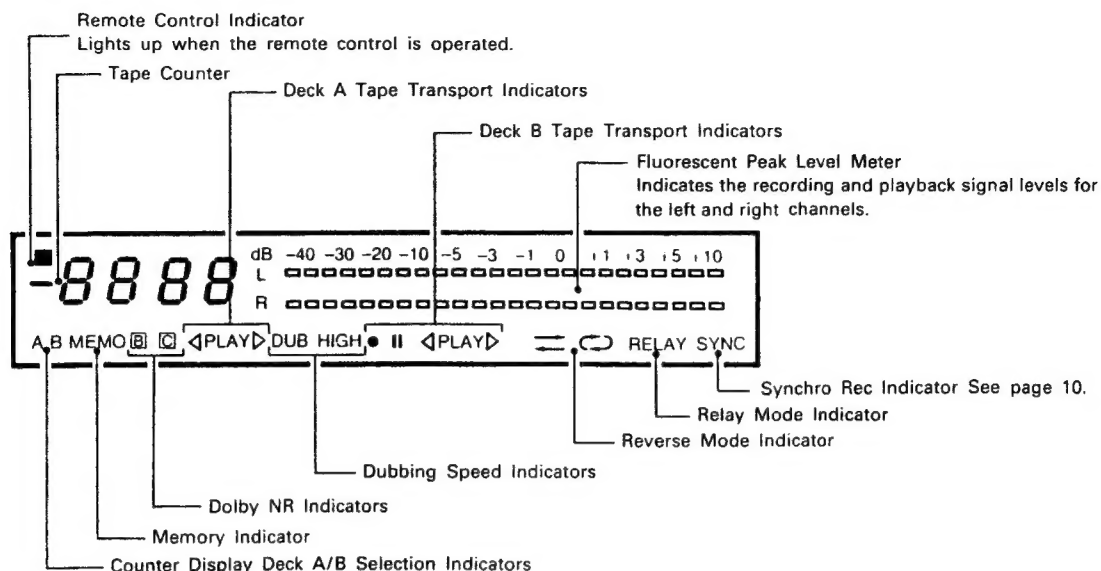 Remote Control Indicator
Lights up when the remote control is operated.
Tape Counter
Deck A Tape Transport Indicators
Deck B Tape Transport Indicators
Fluorescent Peak Level Meter
Indicates the recording and playback signal levels for
the left and right channels.
8888
dB -40 -30 -20 -10 -5 -3 -1 0 +1 +3 +5 +10
L
R
A B MEMO B C ◁PLAY▷ DUB HIGH ● II ◁PLAY▷ RELAY SYNC
Synchro Rec Indicator See page 10.
Relay Mode Indicator
Reverse Mode Indicator
Dubbing Speed Indicators
Dolby NR Indicators
Memory Indicator
Counter Display Deck A/B Selection Indicators